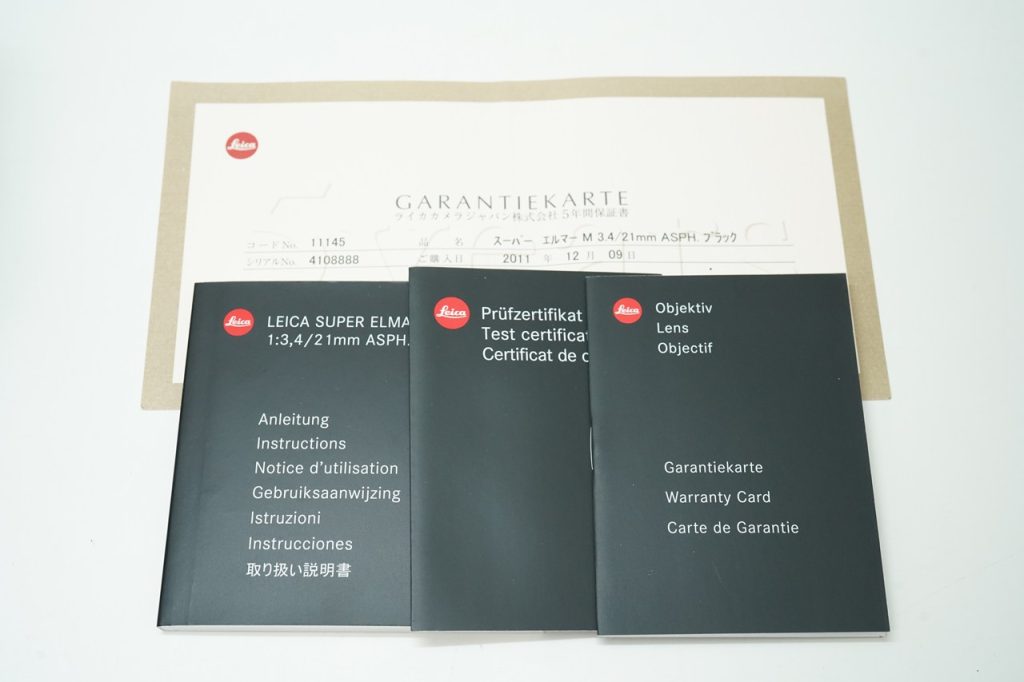 Leica
GARANTIEKARTE
ライカカメラジャパン株式会社 5年間保証書
コードNo. 11145 品 名 スーパー エルマー M 3.4/21mm ASPH. ブラック
シリアルNo. 4108888 ご購入日 2011 年 12 月 09 日
Leica
LEICA SUPER ELMA
1:3,4/21mm ASPH.
Anleitung
Instructions
Notice d'utilisation
Gebruiksaanwijzing
Istruzioni
Instrucciones
取り扱い説明書
Leica
Prüfzertifikat
Test certificat
Certificat de c
Leica
Objektiv
Lens
Objectif
Garantiekarte
Warranty Card
Carte de Garantie